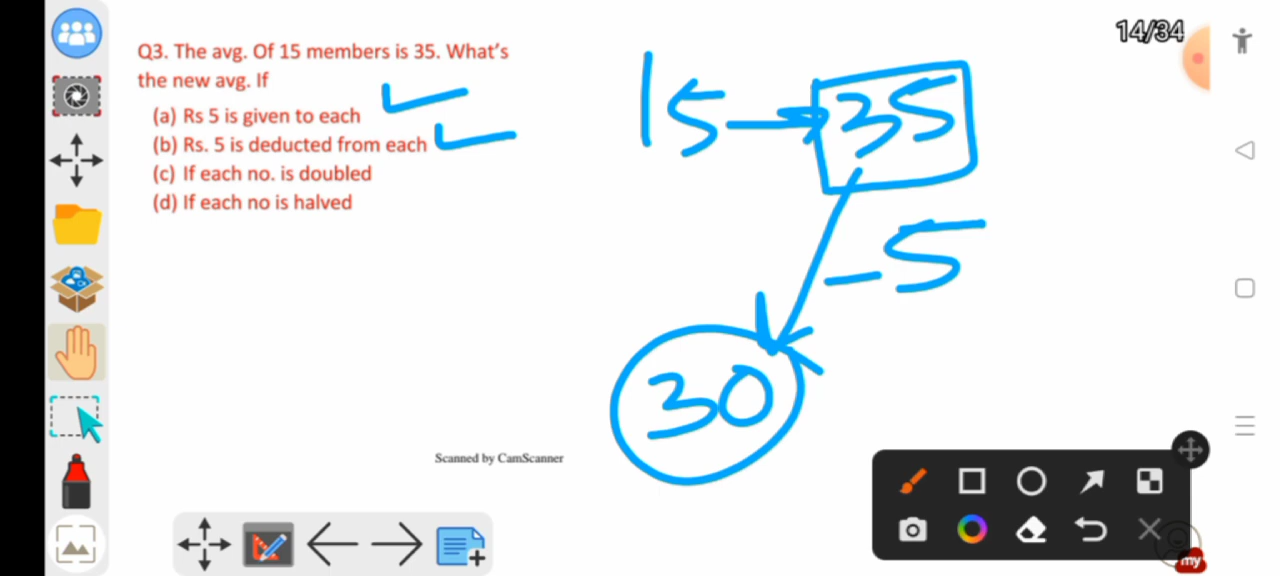 14/34
Q3. The avg. Of 15 members is 35. What's
the new avg. If
(a) Rs 5 is given to each
(b) Rs. 5 is deducted from each
(c) If each no. is doubled
(d) If each no is halved
15 → 35
- 5
30
Scanned by CamScanner
my